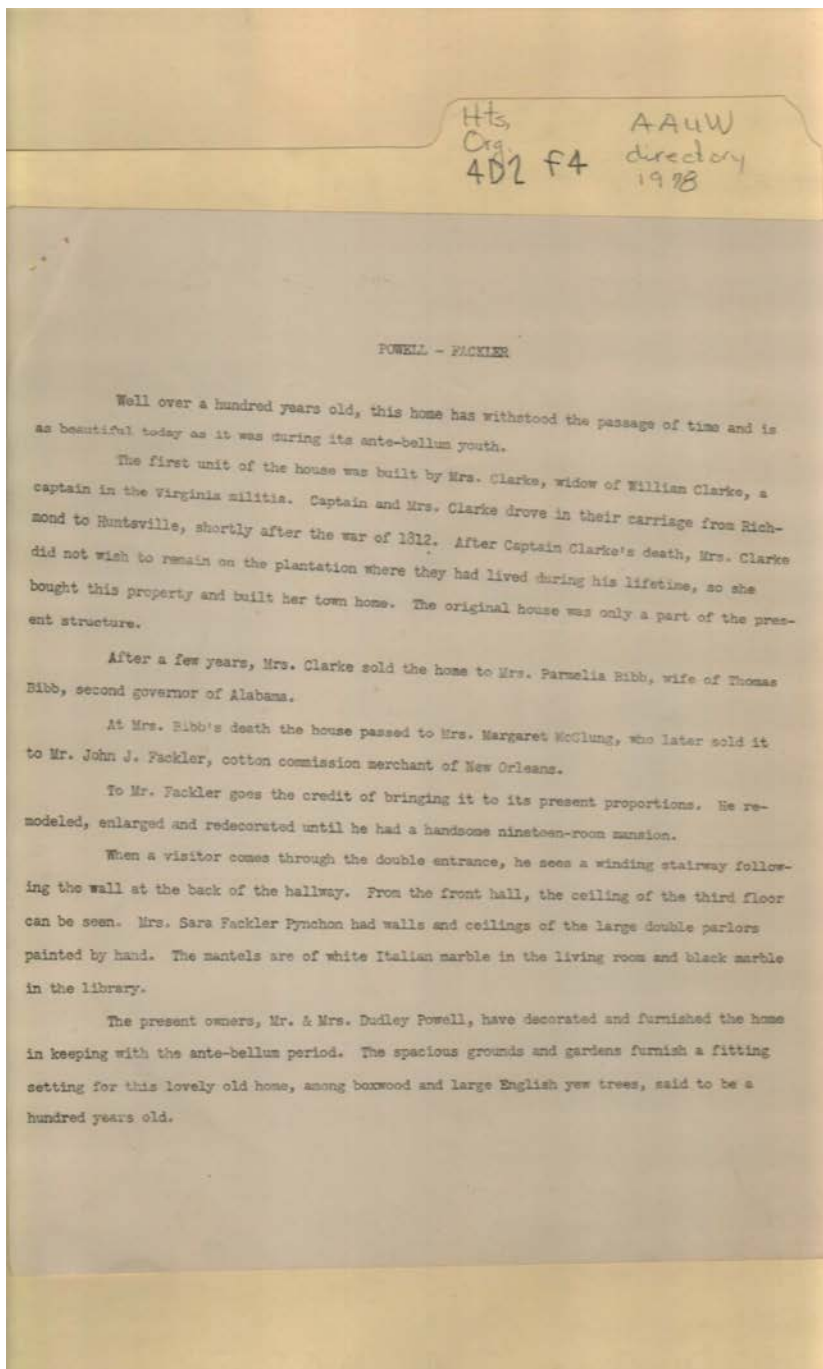 Hts,
Org.
4D2 F4
AAUW
directory
1978
POWELL - FACKLER
Well over a hundred years old, this home has withstood the passage of time and is
as beautiful today as it was during its ante-bellum youth.
The first unit of the house was built by Mrs. Clarke, widow of William Clarke, a
captain in the Virginia militia. Captain and Mrs. Clarke drove in their carriage from Rich-
mond to Huntsville, shortly after the war of 1812. After Captain Clarke's death, Mrs. Clarke
did not wish to remain on the plantation where they had lived during his lifetime, so she
bought this property and built her town home. The original house was only a part of the pres-
ent structure.
After a few years, Mrs. Clarke sold the home to Mrs. Parmelia Bibb, wife of Thomas
Bibb, second governor of Alabama.
At Mrs. Bibb's death the house passed to Mrs. Margaret McClung, who later sold it
to Mr. John J. Fackler, cotton commission merchant of New Orleans.
To Mr. Fackler goes the credit of bringing it to its present proportions. He re-
modeled, enlarged and redecorated until he had a handsome nineteen-room mansion.
When a visitor comes through the double entrance, he sees a winding stairway follow-
ing the wall at the back of the hallway. From the front hall, the ceiling of the third floor
can be seen. Mrs. Sara Fackler Pynchon had walls and ceilings of the large double parlors
painted by hand. The mantels are of white Italian marble in the living room and black marble
in the library.
The present owners, Mr. & Mrs. Dudley Powell, have decorated and furnished the home
in keeping with the ante-bellum period. The spacious grounds and gardens furnish a fitting
setting for this lovely old home, among boxwood and large English yew trees, said to be a
hundred years old.